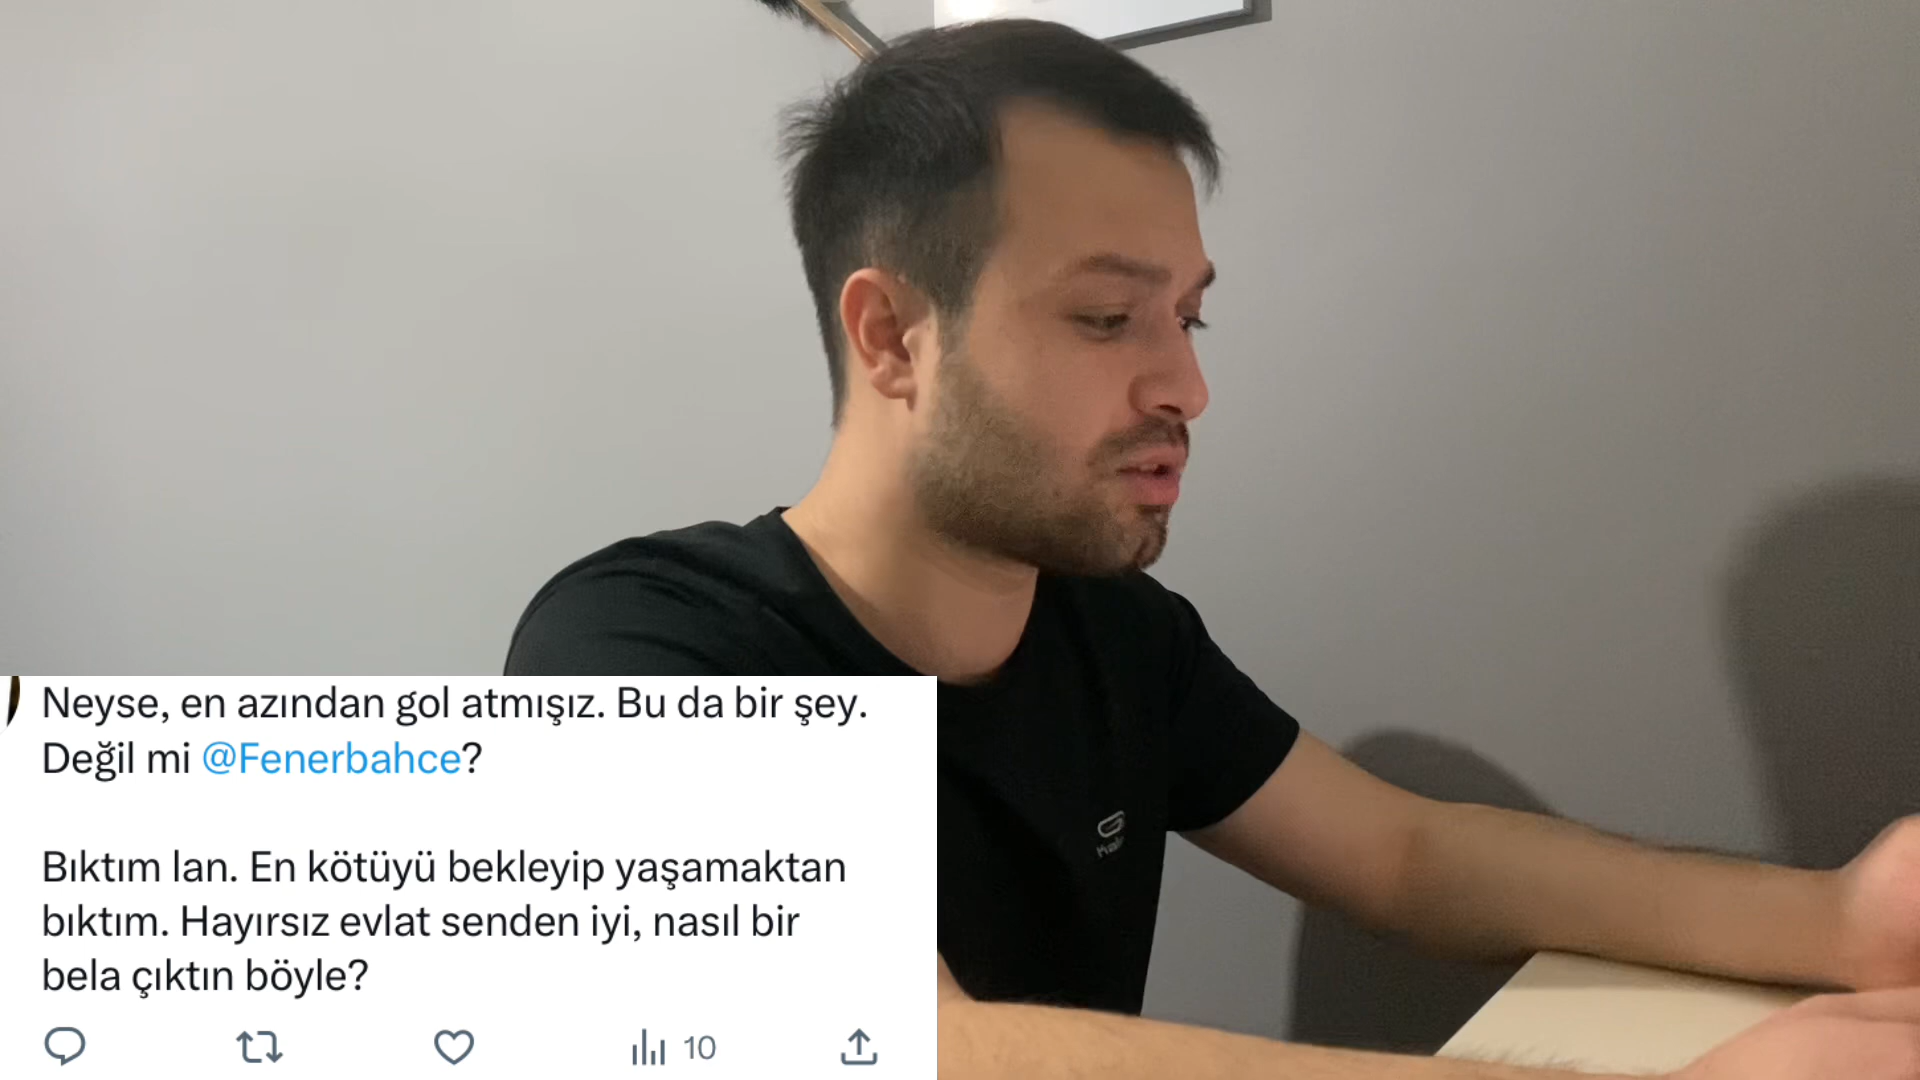 Neyse, en azından gol atmışız. Bu da bir şey.
Değil mi @Fenerbahce?
Bıktım lan. En kötüyü bekleyip yaşamaktan
bıktım. Hayırsız evlat senden iyi, nasıl bir
bela çıktın böyle?
10